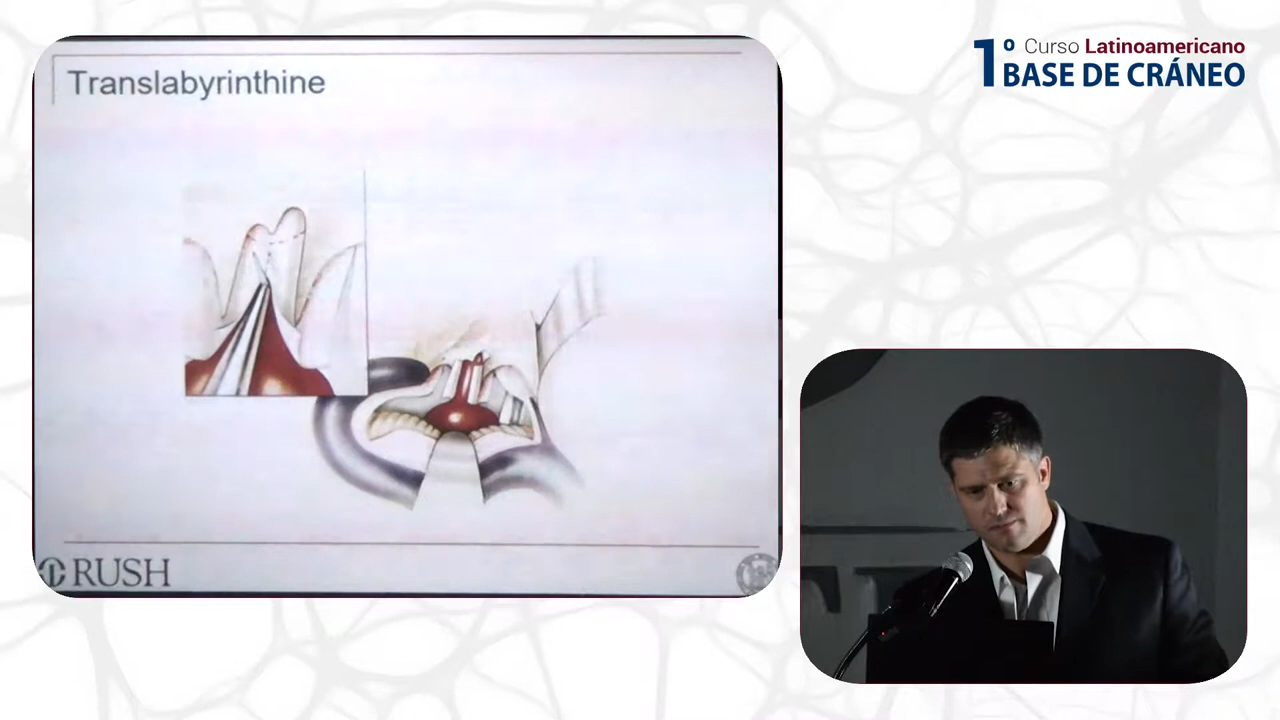 1º Curso Latinoamericano
BASE DE CRÁNEO
Translabyrinthine
RUSH